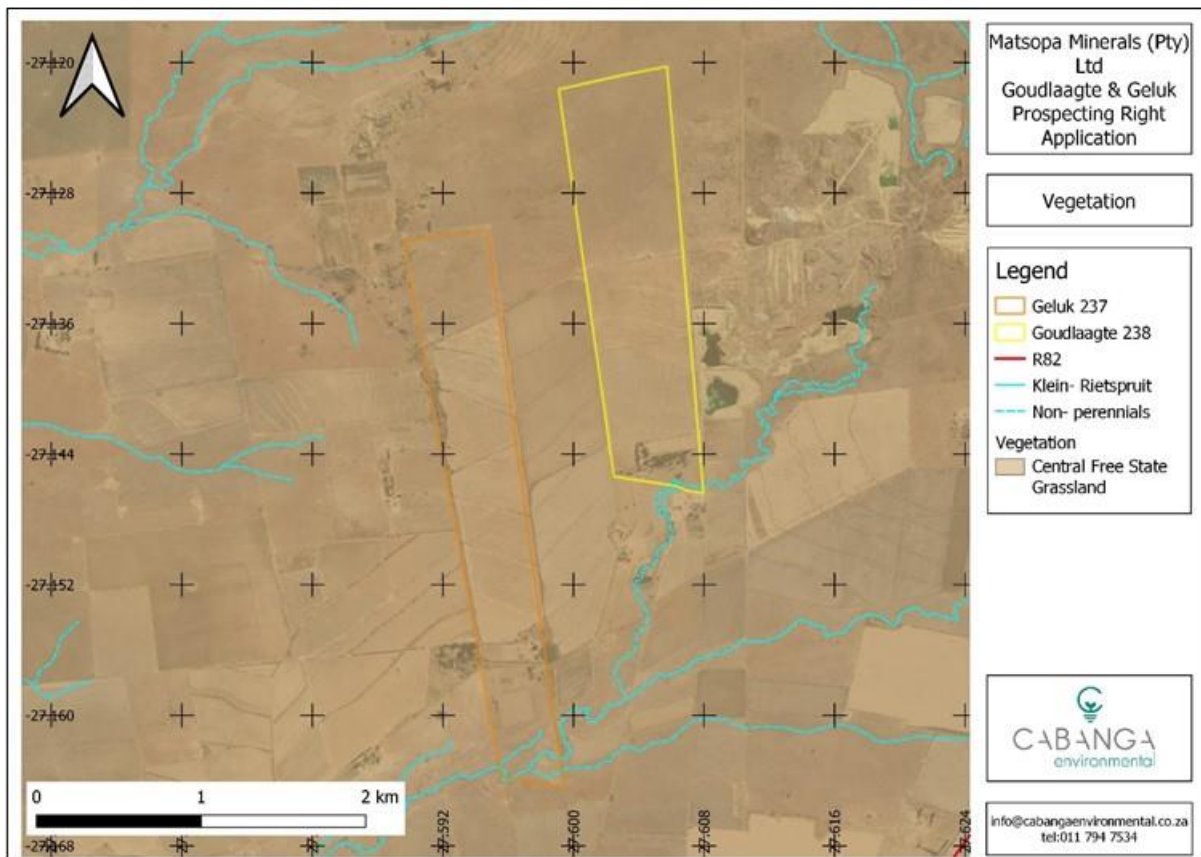 Matsopa Minerals (Pty)
Ltd
Goudlaagte & Geluk
Prospecting Right
Application
Vegetation
Legend
Geluk 237
Goudlaagte 238
R82
Klein- Rietspruit
Non- perennials
Vegetation
Central Free State
Grassland
CABANGA
environmental
info@cabangaenvironmental.co.za
tel:011 794 7534
-27.120
-27.128
-27.136
-27.144
-27.152
-27.160
-27.168
0 1 2 km
27.592
27.600
27.608
27.616
27.624